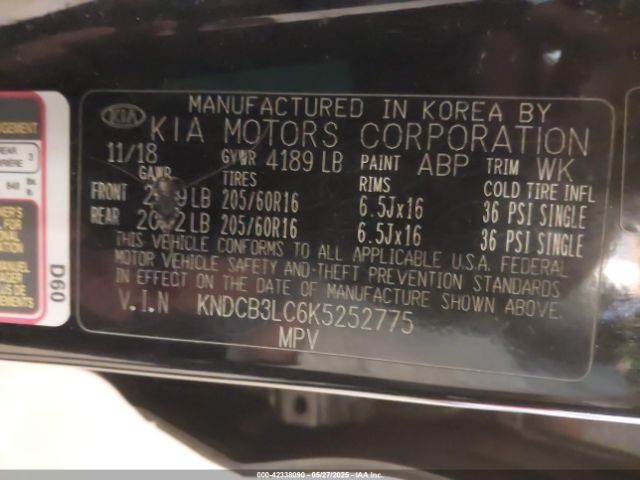 MANUFACTURED IN KOREA BY
KIA KIA MOTORS CORPORATION
11/18 GVWR 4189 LB PAINT ABP TRIM WK
GAWR TIRES RIMS COLD TIRE INFL
FRONT LB 205/60R16 6.5Jx16 36 PSI SINGLE
REAR LB 205/60R16 6.5Jx16 36 PSI SINGLE
THIS VEHICLE CONFORMS TO ALL APPLICABLE U.S.A. FEDERAL
MOTOR VEHICLE SAFETY AND THEFT PREVENTION STANDARDS
IN EFFECT ON THE DATE OF MANUFACTURE SHOWN ABOVE.
V.I.N KNDCB3LC6K5252775
MPV
REAR 3
D60
000-42338090 - 05/27/2025 - COPART